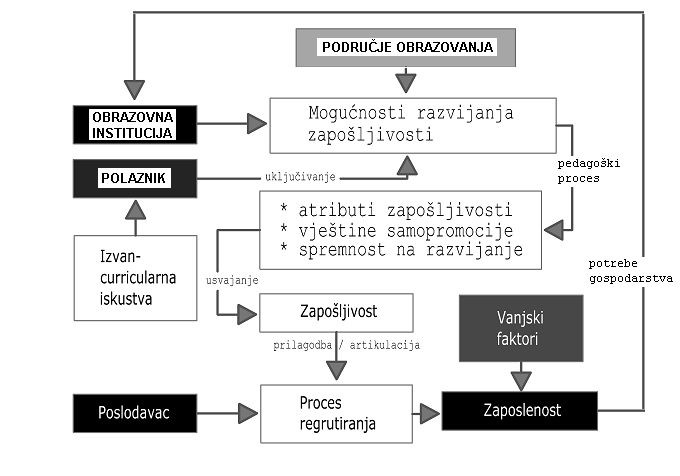 PODRUČJE OBRAZOVANJA
OBRAZOVNA
INSTITUCIJA
Mogućnosti razvijanja
zapošljivosti
pedagoški
proces
POLAZNIK
uključivanje
* atributi zapošljivosti
* vještine samopromocije
* spremnost na razvijanje
Izvan-
curricularna
iskustva
usvajanje
potrebe
gospodarstva
Zapošljivost
Vanjski
faktori
prilagodba / artikulacija
Poslodavac
Proces
regrutiranja
Zaposlenost